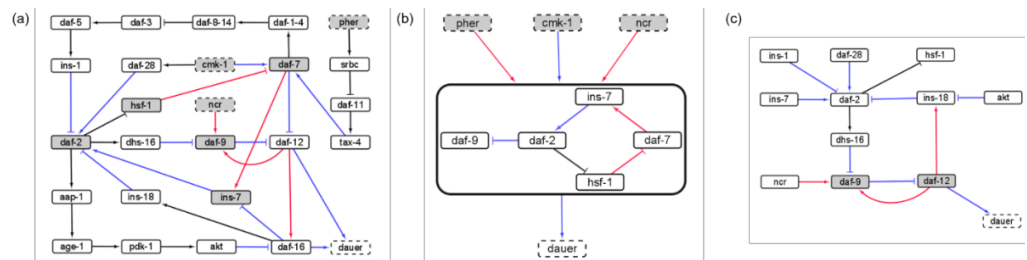 (a)
daf-5
daf-3
daf-8-14
daf-1-4
pher
ins-1
daf-28
cmk-1
daf-7
srbc
hsf-1
ncr
daf-11
daf-2
dhs-16
daf-9
daf-12
tax-4
aap-1
ins-18
ins-7
age-1
pdk-1
akt
daf-16
dauer
(b)
pher
cmk-1
ncr
ins-7
daf-9
daf-2
daf-7
hsf-1
dauer
(c)
ins-1
daf-28
hsf-1
ins-7
daf-2
ins-18
akt
dhs-16
ncr
daf-9
daf-12
dauer